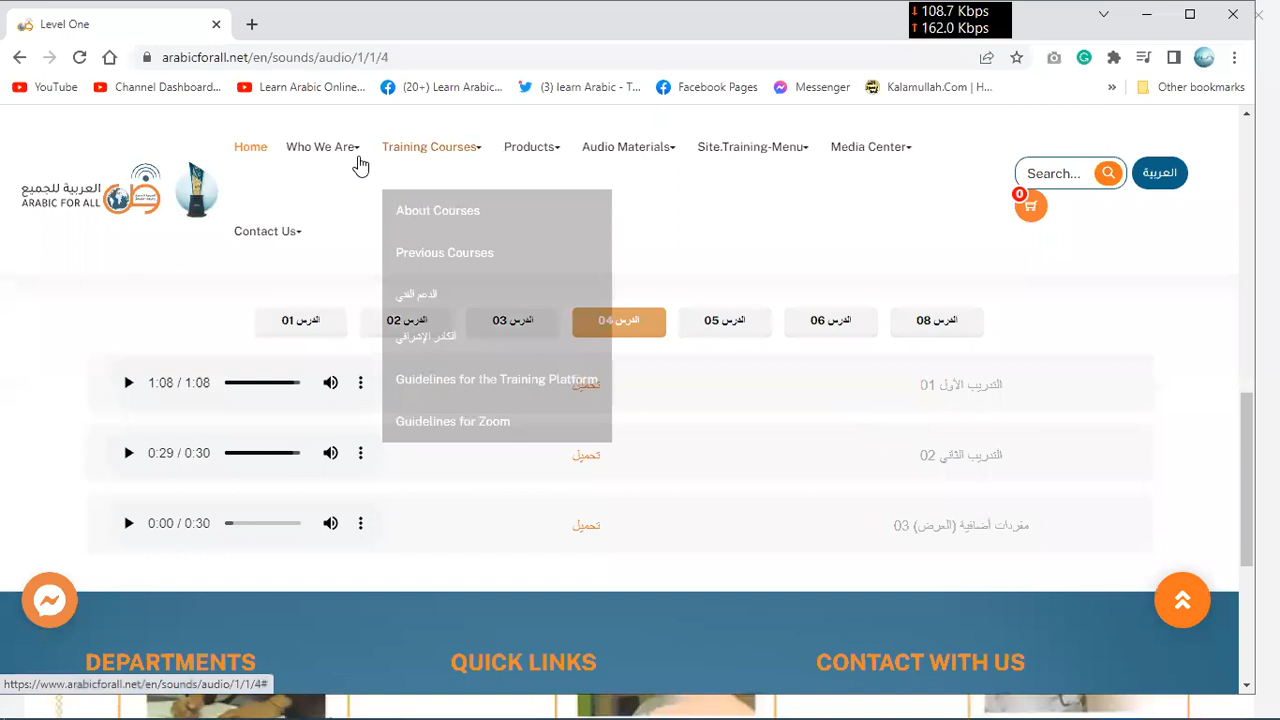 Level One
108.7 Kbps
162.0 Kbps
arabicforall.net/en/sounds/audio/1/1/4
YouTube
Channel Dashboard...
Learn Arabic Online...
(20+) Learn Arabic...
(3) learn Arabic - T...
Facebook Pages
Messenger
Kalamullah.Com | H...
Other bookmarks
Home
Who We Are
Training Courses
Products
Audio Materials
Site.Training-Menu
Media Center
Search...
العربية
0
العربية للجميع
ARABIC FOR ALL
Contact Us
About Courses
Previous Courses
الدعم الفني
الكادر الإشرافي
Guidelines for the Training Platform
Guidelines for Zoom
الدرس 01
الدرس 02
الدرس 03
الدرس 04
الدرس 05
الدرس 06
الدرس 08
1:08 / 1:08
تحميل
التدريب الأول 01
0:29 / 0:30
تحميل
التدريب الثاني 02
0:00 / 0:30
تحميل
مفردات أضافية (العرض) 03
DEPARTMENTS
QUICK LINKS
CONTACT WITH US
https://www.arabicforall.net/en/sounds/audio/1/1/4#